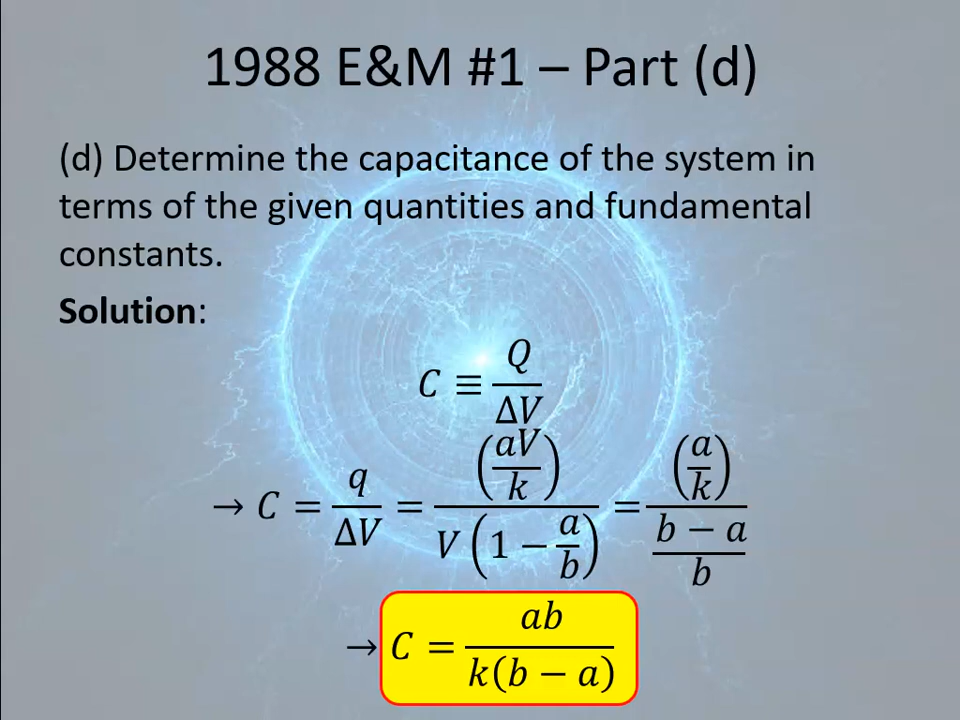 1988 E&M #1 – Part (d)
(d) Determine the capacitance of the system in
terms of the given quantities and fundamental
constants.
Solution:
C ≡ Q/ΔV
→ C = q/ΔV = (aV/k)/(V(1 − a/b)) = (a/k)/((b − a)/b)
→ C = ab/(k(b − a))